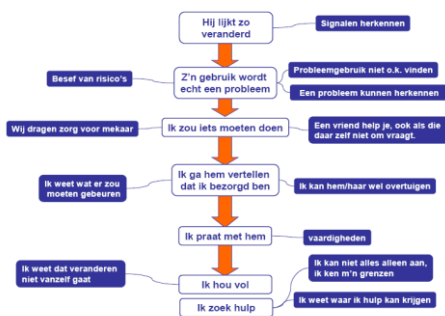 Hij lijkt zo
veranderd
Signalen herkennen
Besef van risico's
Z'n gebruik wordt
echt een probleem
Probleemgebruik niet o.k. vinden
Een probleem kunnen herkennen
Wij dragen zorg voor mekaar
Ik zou iets moeten doen
Een vriend help je, ook als die
daar zelf niet om vraagt.
Ik weet wat er zou
moeten gebeuren
Ik ga hem vertellen
dat ik bezorgd ben
Ik kan hem/haar wel overtuigen
Ik praat met hem
vaardigheden
Ik weet dat veranderen
niet vanzelf gaat
Ik hou vol
Ik kan niet alles alleen aan,
ik ken m'n grenzen
Ik zoek hulp
Ik weet waar ik hulp kan krijgen